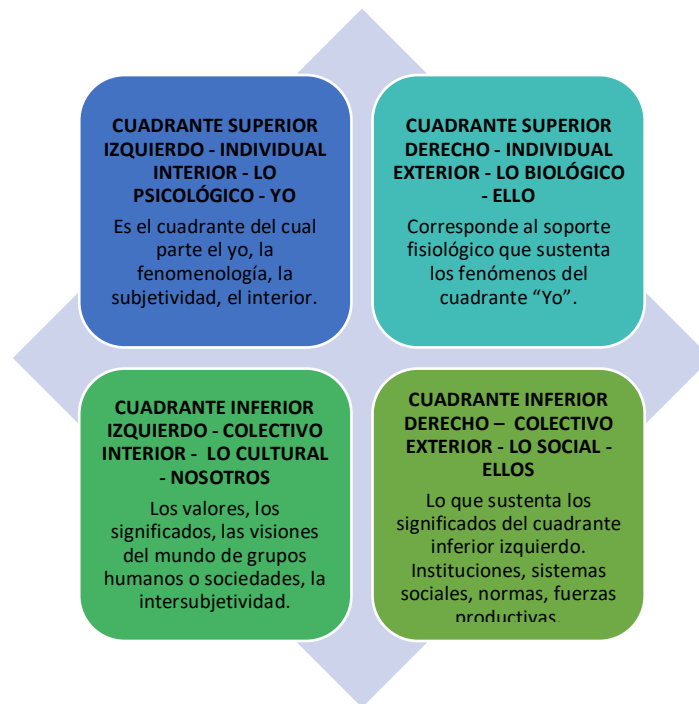 CUADRANTE SUPERIOR
IZQUIERDO - INDIVIDUAL
INTERIOR - LO
PSICOLÓGICO - YO
Es el cuadrante del cual
parte el yo, la
fenomenología, la
subjetividad, el interior.
CUADRANTE SUPERIOR
DERECHO - INDIVIDUAL
EXTERIOR - LO BIOLÓGICO
- ELLO
Corresponde al soporte
fisiológico que sustenta
los fenómenos del
cuadrante “Yo”.
CUADRANTE INFERIOR
IZQUIERDO - COLECTIVO
INTERIOR - LO CULTURAL
- NOSOTROS
Los valores, los
significados, las visiones
del mundo de grupos
humanos o sociedades, la
intersubjetividad.
CUADRANTE INFERIOR
DERECHO – COLECTIVO
EXTERIOR - LO SOCIAL -
ELLOS
Lo que sustenta los
significados del cuadrante
inferior izquierdo.
Instituciones, sistemas
sociales, normas, fuerzas
productivas.